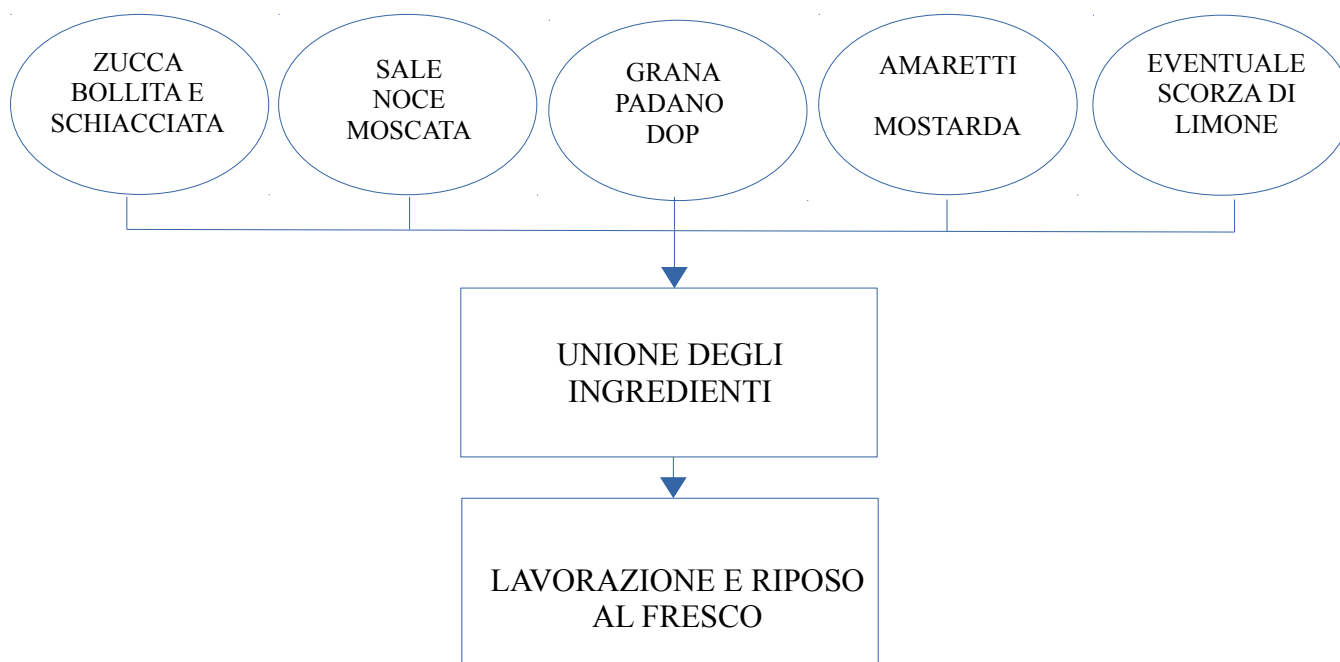 ZUCCA
BOLLITA E
SCHIACCIATA
SALE
NOCE
MOSCATA
GRANA
PADANO
DOP
AMARETTI
MOSTARDA
EVENTUALE
SCORZA DI
LIMONE
UNIONE DEGLI
INGREDIENTI
LAVORAZIONE E RIPOSO
AL FRESCO